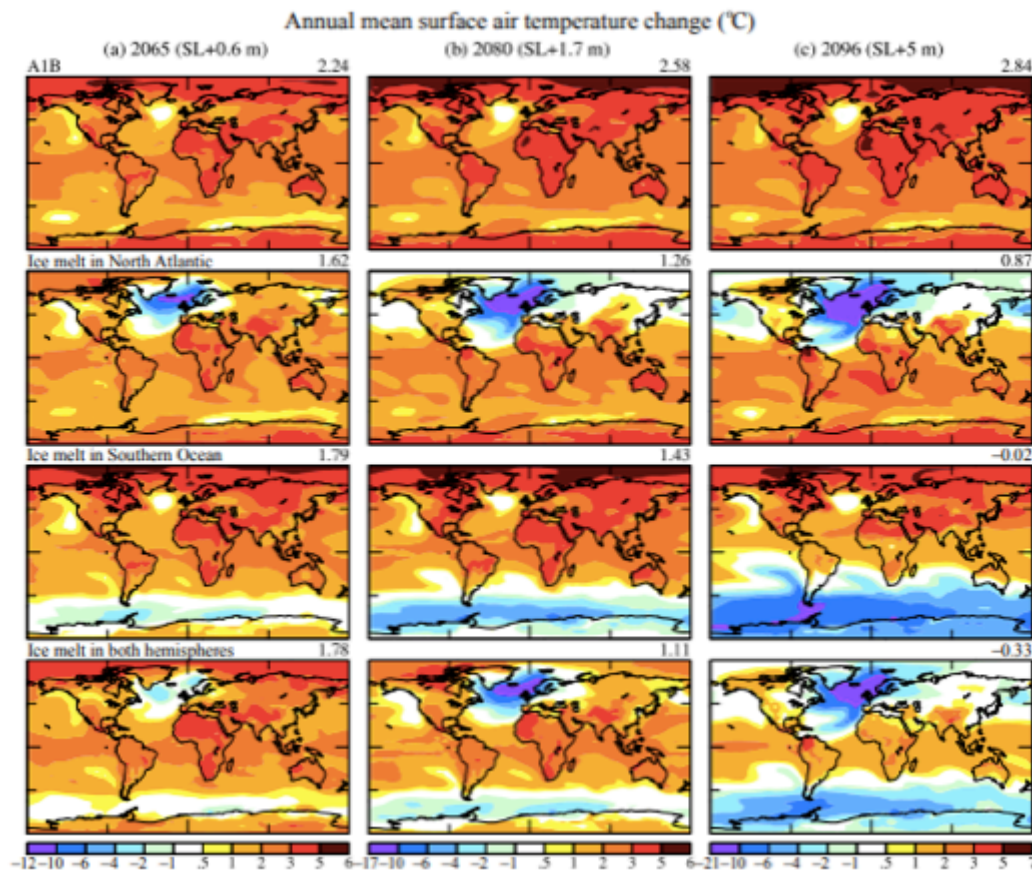 Annual mean surface air temperature change (℃)
(a) 2065 (SL+0.6 m) (b) 2080 (SL+1.7 m) (c) 2096 (SL+5 m)
A1B 2.24 2.58 2.84
Ice melt in North Atlantic 1.62 1.26 0.87
Ice melt in Southern Ocean 1.79 1.43 −0.02
Ice melt in both hemispheres 1.78 1.11 −0.33
−12−10 −6 −4 −2 −1 .5 1 2 3 5 6−17−10 −6 −4 −2 −1 .5 1 2 3 5 6−21−10 −6 −4 −2 −1 .5 1 2 3 5 7